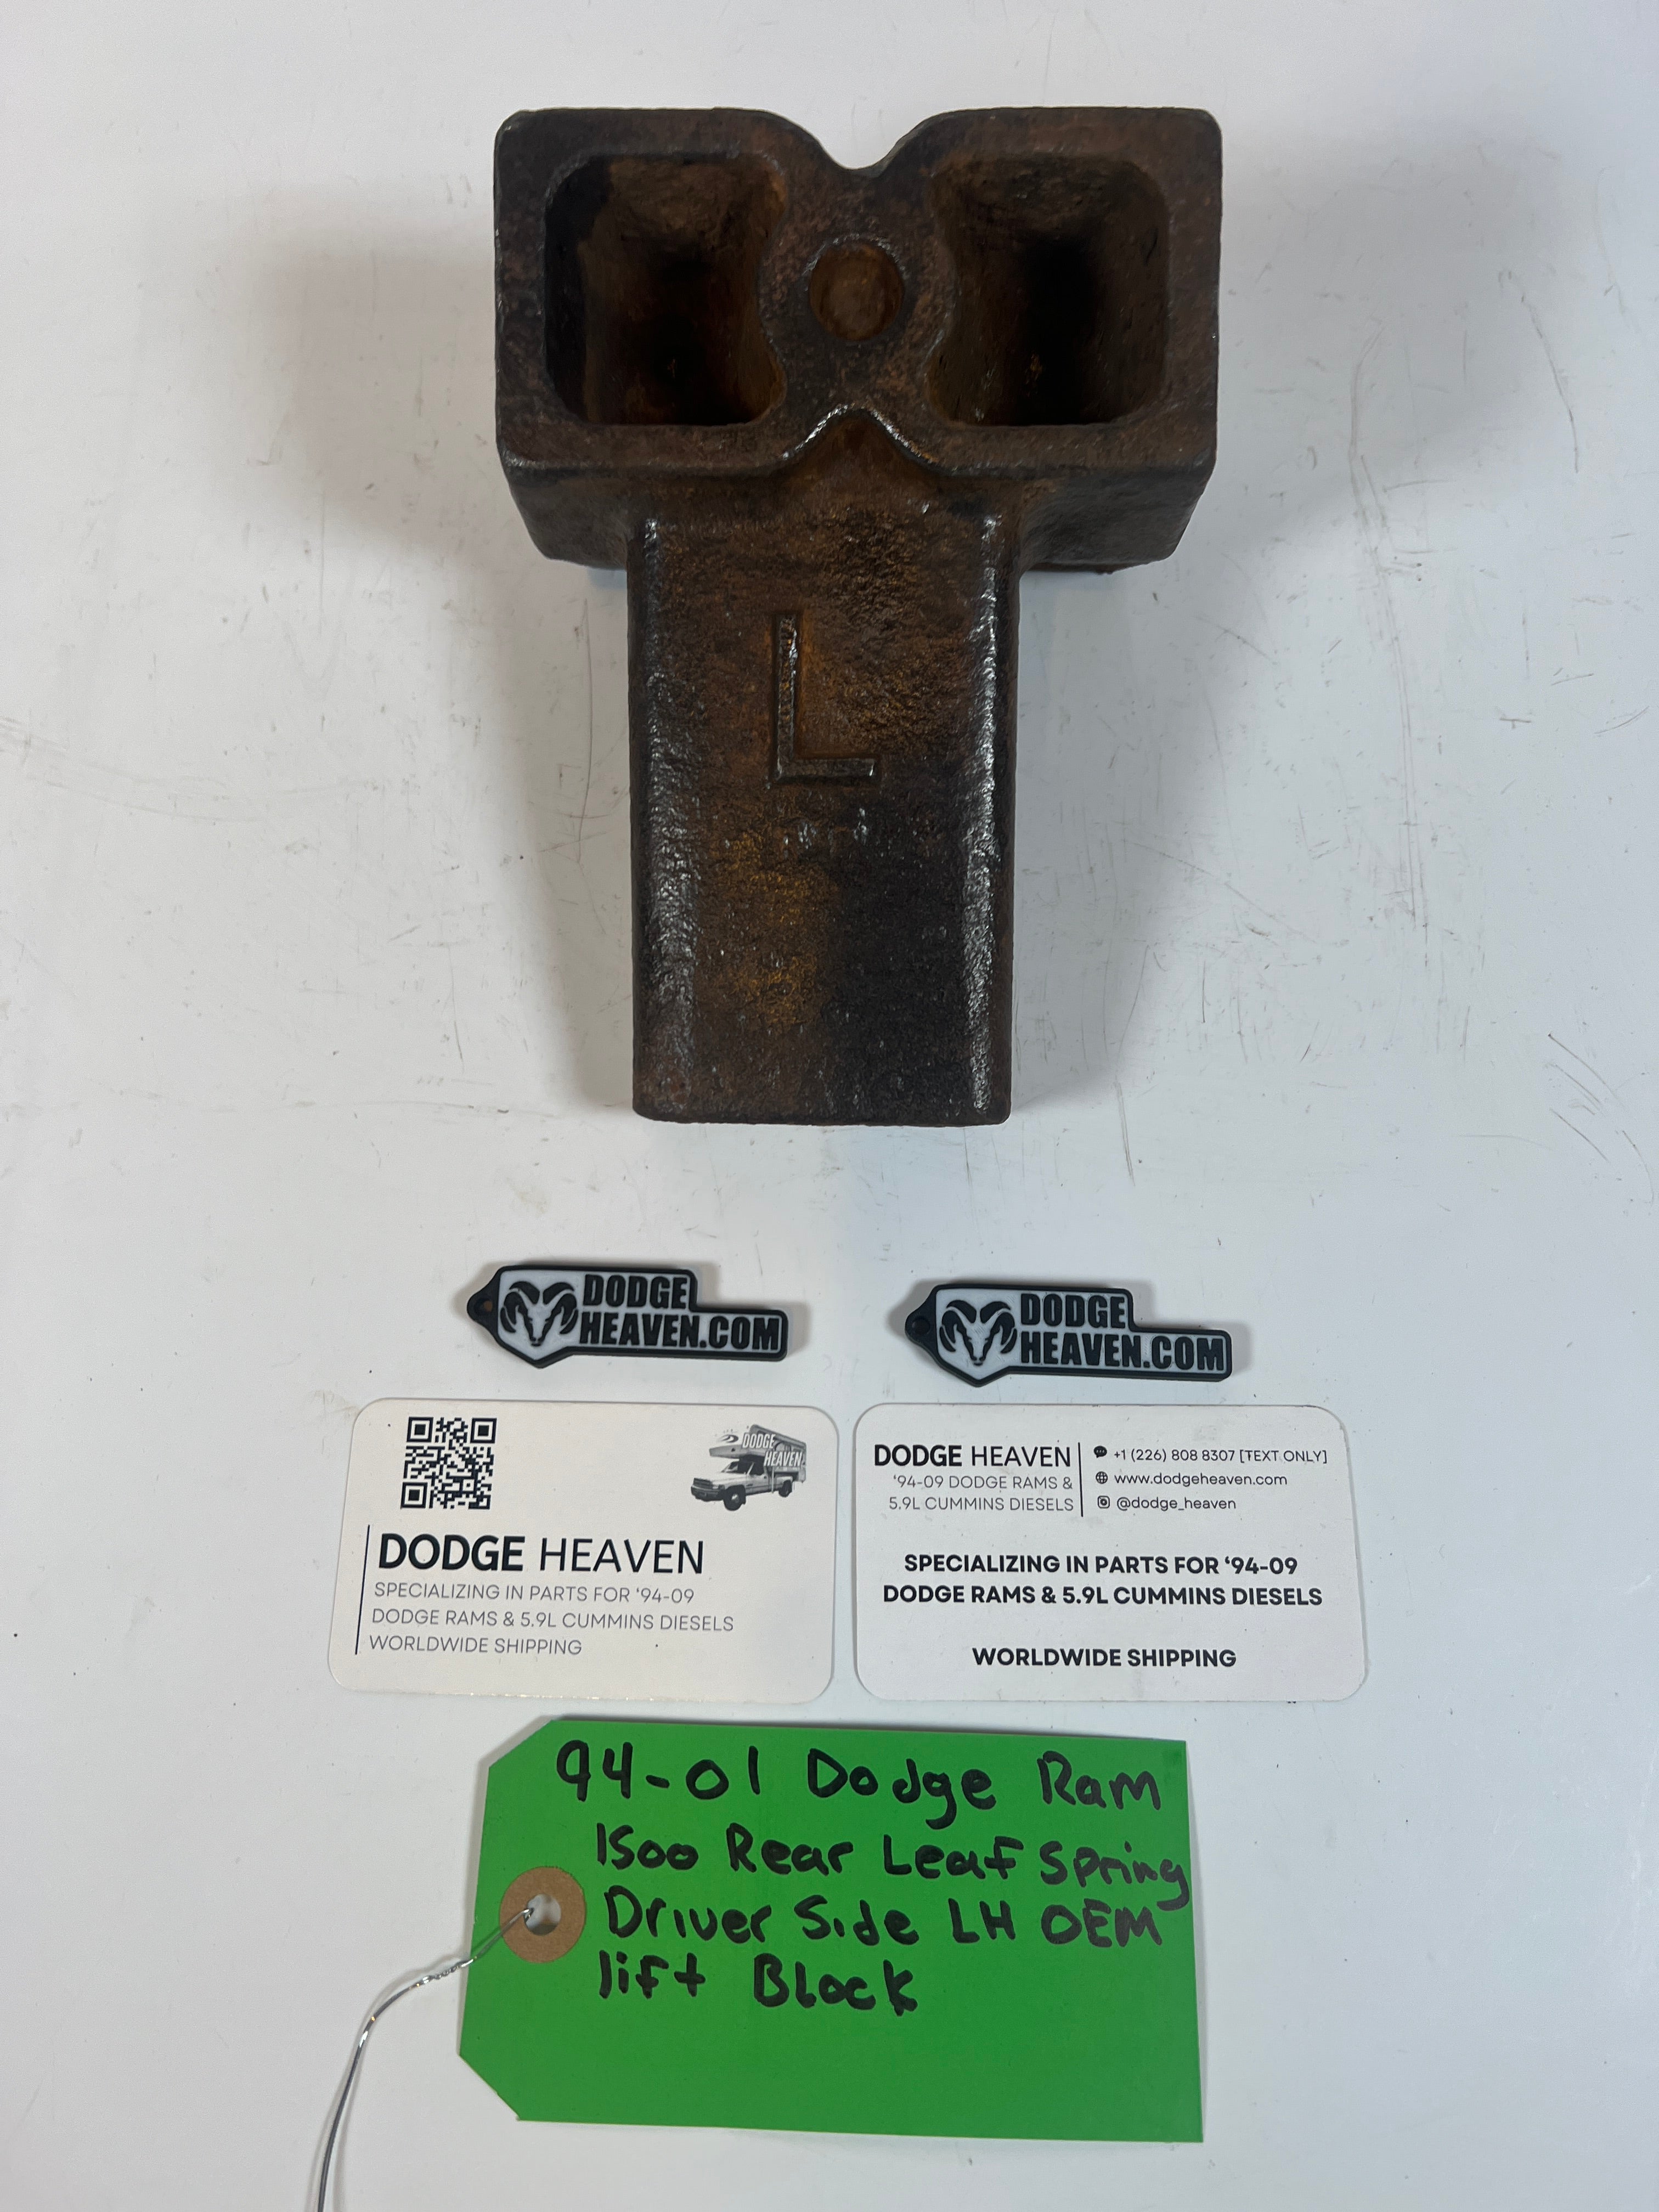 L
DODGE
HEAVEN.COM
DODGE
HEAVEN.COM
DODGE
HEAVEN
DODGE HEAVEN
SPECIALIZING IN PARTS FOR ‘94-09
DODGE RAMS & 5.9L CUMMINS DIESELS
WORLDWIDE SHIPPING
DODGE HEAVEN
‘94-09 DODGE RAMS &
5.9L CUMMINS DIESELS
+1 (226) 808 8307 [TEXT ONLY]
www.dodgeheaven.com
@dodge_heaven
SPECIALIZING IN PARTS FOR ‘94-09
DODGE RAMS & 5.9L CUMMINS DIESELS
WORLDWIDE SHIPPING
94-01 Dodge Ram
1500 Rear Leaf Spring
Driver Side LH OEM
lift Block